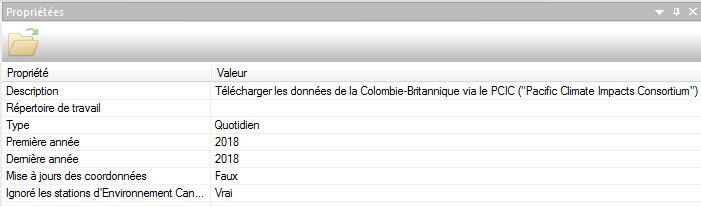 Propriétées
Propriété Valeur
Description Télécharger les données de la Colombie-Britannique via le PCIC ("Pacific Climate Impacts Consortium")
Répertoire de travail
Type Quotidien
Première année 2018
Dernière année 2018
Mise à jours des coordonnées Faux
Ignoré les stations d'Environnement Can... Vrai